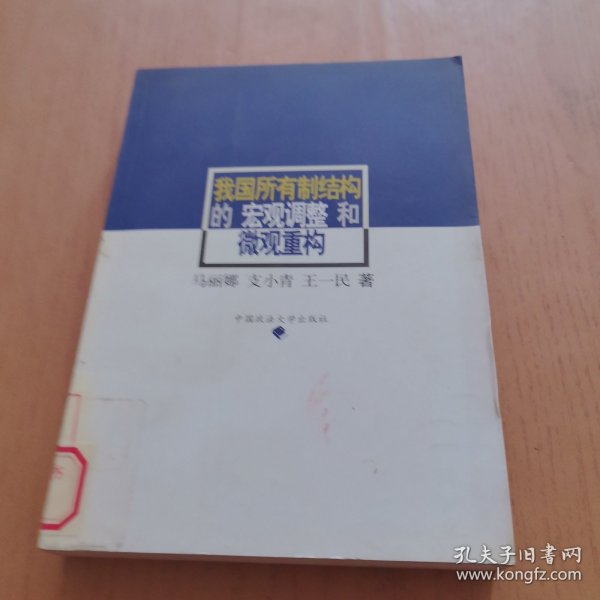 我国所有制结构
的 宏观调整 和
微观重构
马丽娜 支小青 王一民 著
中国政法大学出版社
孔夫子旧书网
www.kongfz.com